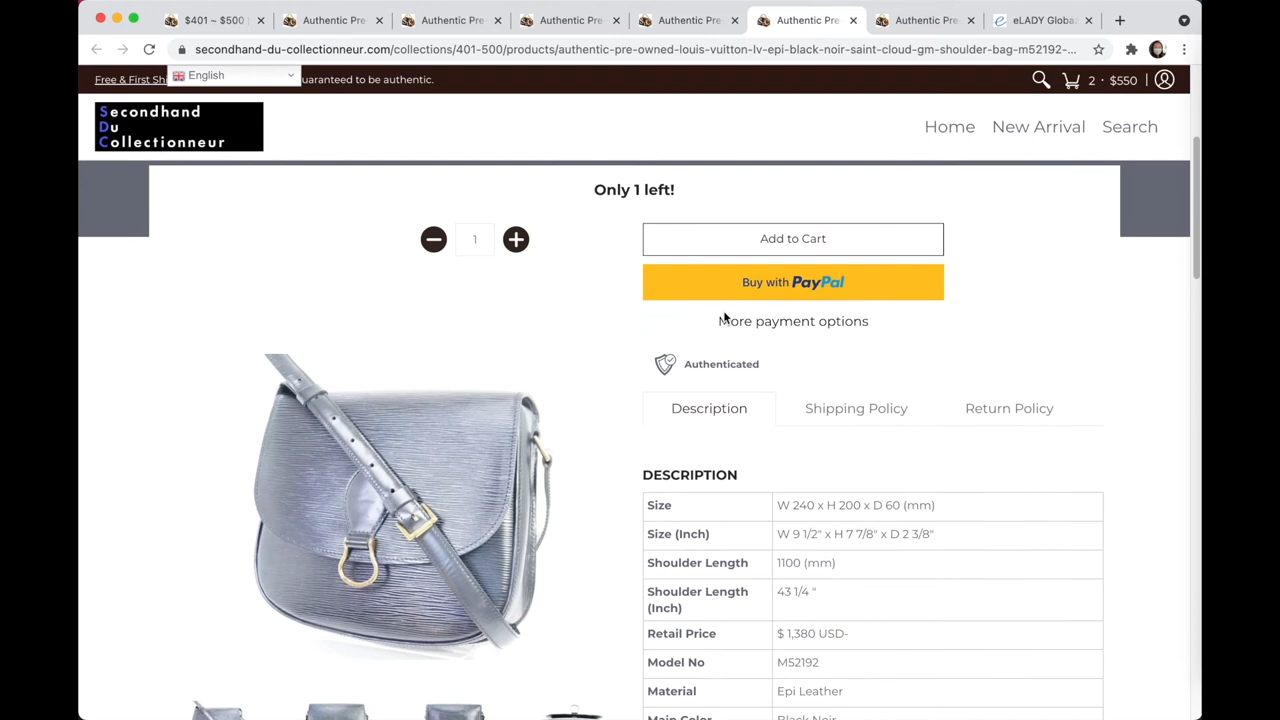 $401 ~ $500
Authentic Pre-
Authentic Pre-
Authentic Pre-
Authentic Pre-
Authentic Pre-
Authentic Pre-
eLADY Globa
secondhand-du-collectionneur.com/collections/401-500/products/authentic-pre-owned-louis-vuitton-lv-epi-black-noir-saint-cloud-gm-shoulder-bag-m52192-...
Free & First Shi
English
uaranteed to be authentic.
2 · $550
Secondhand
Du
Collectionneur
Home
New Arrival
Search
Only 1 left!
1
Add to Cart
Buy with PayPal
More payment options
Authenticated
Description
Shipping Policy
Return Policy
DESCRIPTION
Size W 240 x H 200 x D 60 (mm)
Size (Inch) W 9 1/2" x H 7 7/8" x D 2 3/8"
Shoulder Length 1100 (mm)
Shoulder Length 43 1/4 "
(Inch)
Retail Price $ 1,380 USD-
Model No M52192
Material Epi Leather
Main Color Black Noir